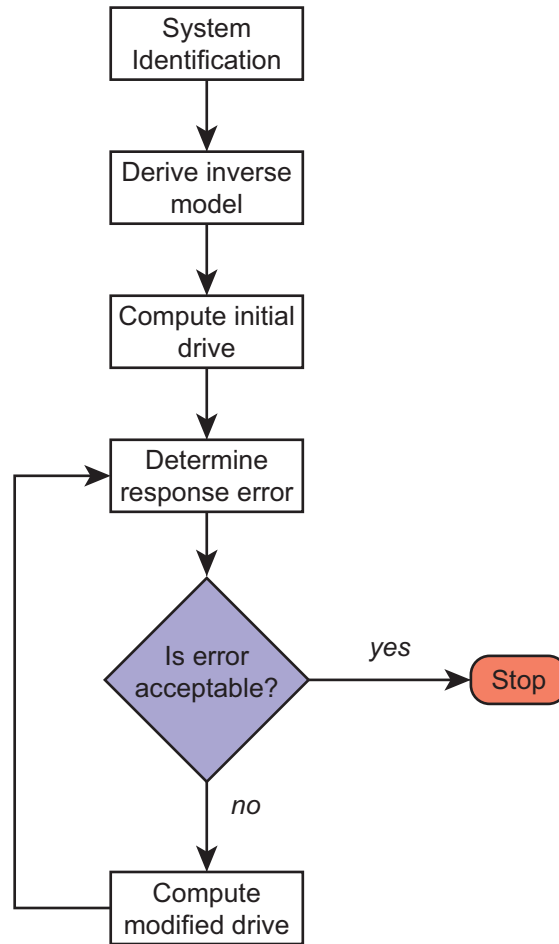 System
Identification
Derive inverse
model
Compute initial
drive
Determine
response error
Is error
acceptable?
yes
Stop
no
Compute
modified drive